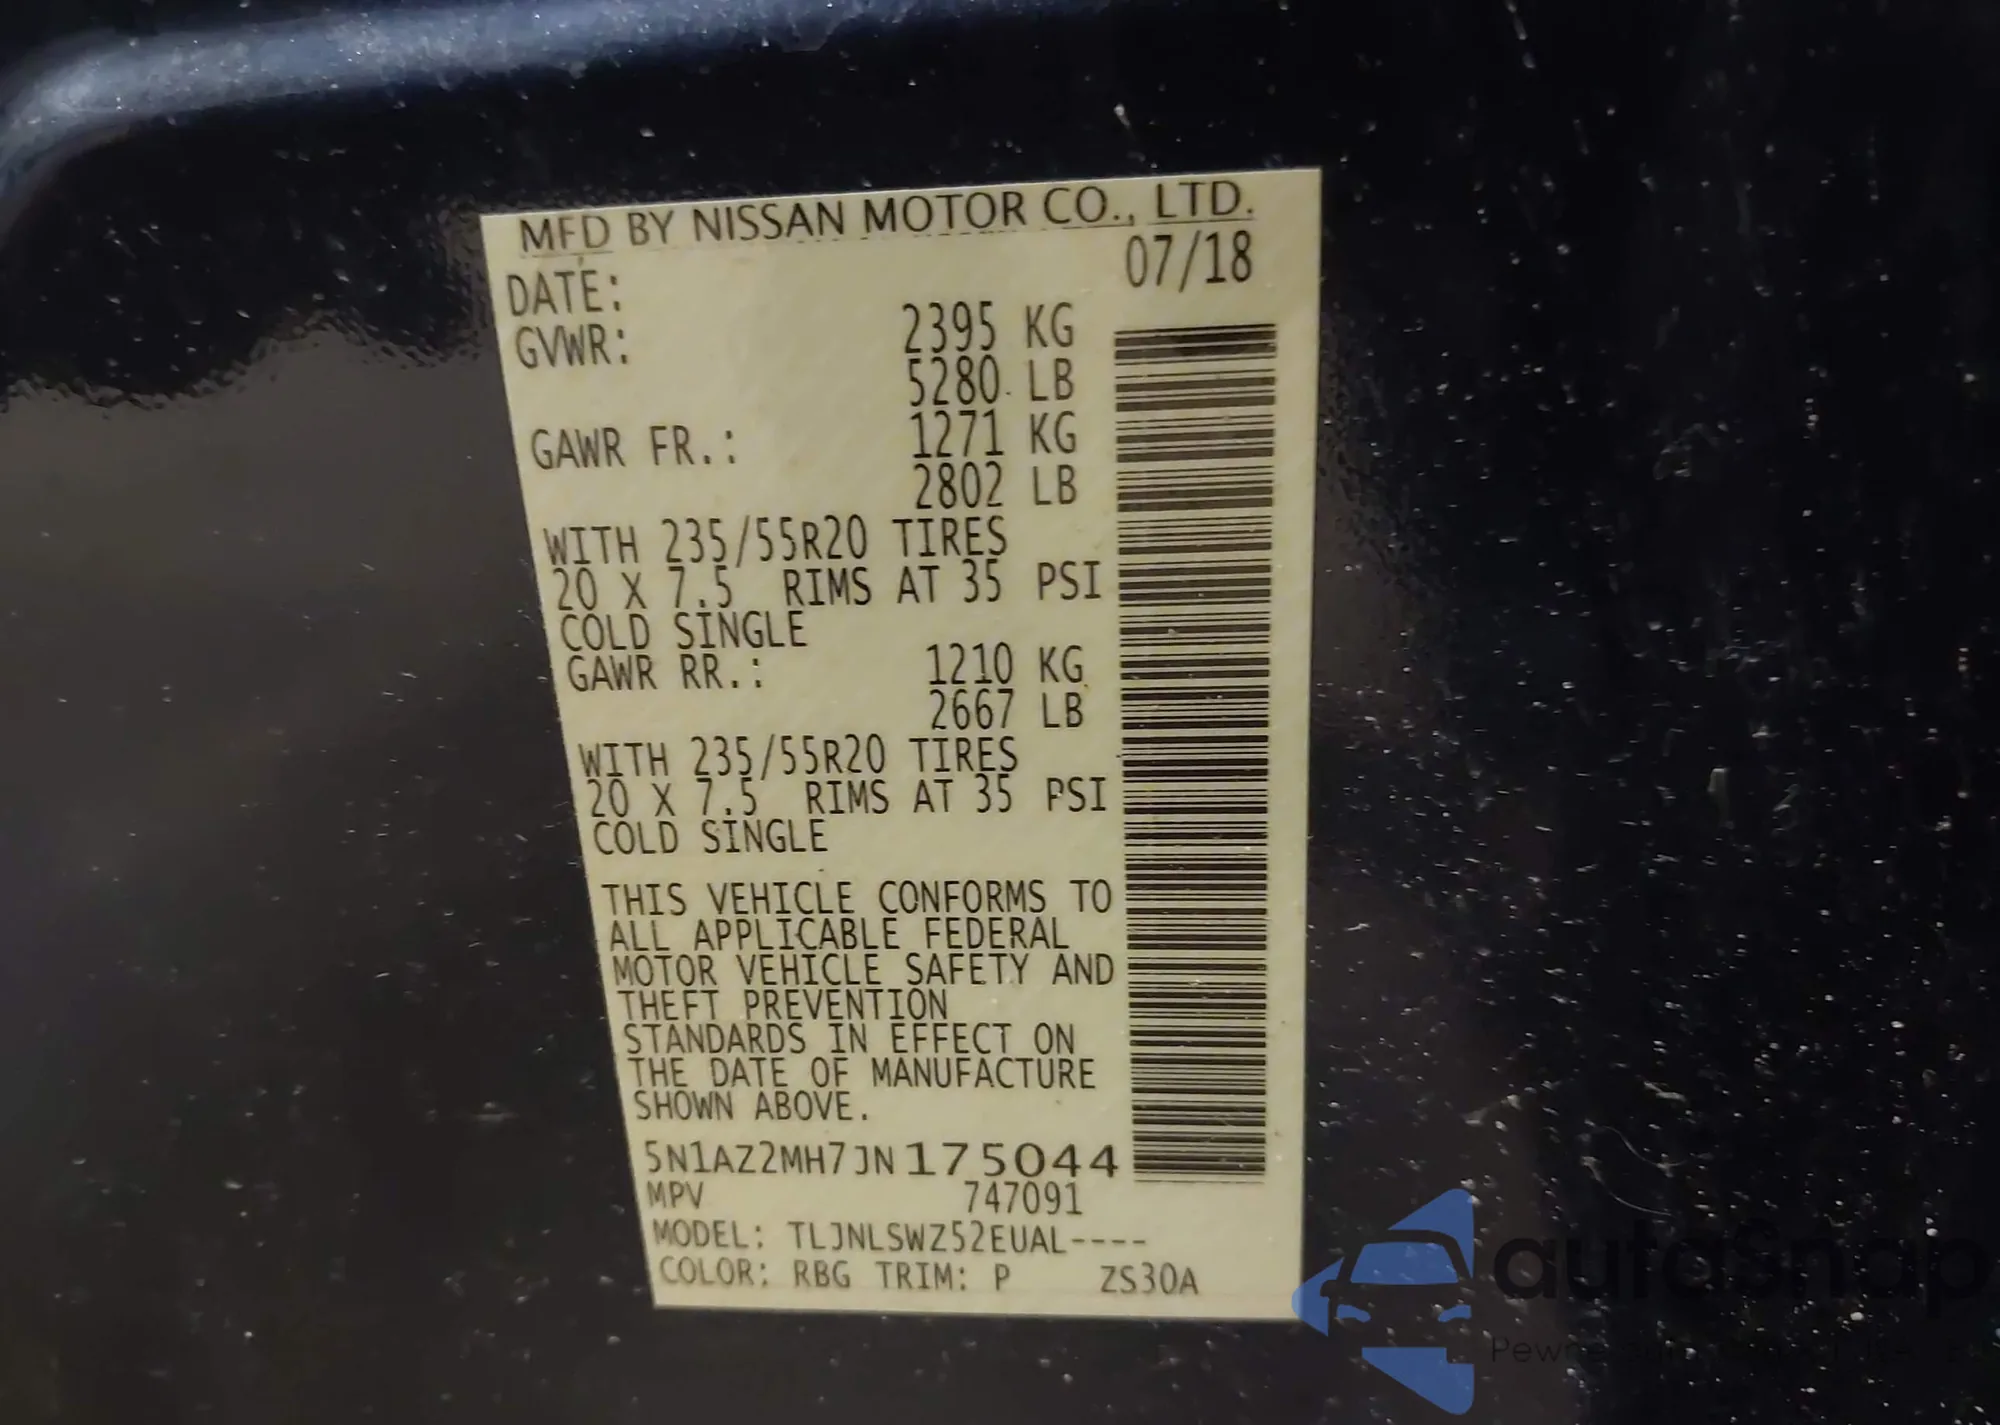 MFD BY NISSAN MOTOR CO., LTD.
DATE: 07/18
GVWR: 2395 KG
5280 LB
GAWR FR.: 1271 KG
2802 LB
WITH 235/55R20 TIRES
20 X 7.5 RIMS AT 35 PSI
COLD SINGLE
GAWR RR.: 1210 KG
2667 LB
WITH 235/55R20 TIRES
20 X 7.5 RIMS AT 35 PSI
COLD SINGLE
THIS VEHICLE CONFORMS TO
ALL APPLICABLE FEDERAL
MOTOR VEHICLE SAFETY AND
THEFT PREVENTION
STANDARDS IN EFFECT ON
THE DATE OF MANUFACTURE
SHOWN ABOVE.
5N1AZ2MH7JN175044
MPV 747091
MODEL: TLJNLSWZ52EUAL----
COLOR: RBG TRIM: P ZS30A
autoSnap
Pewne